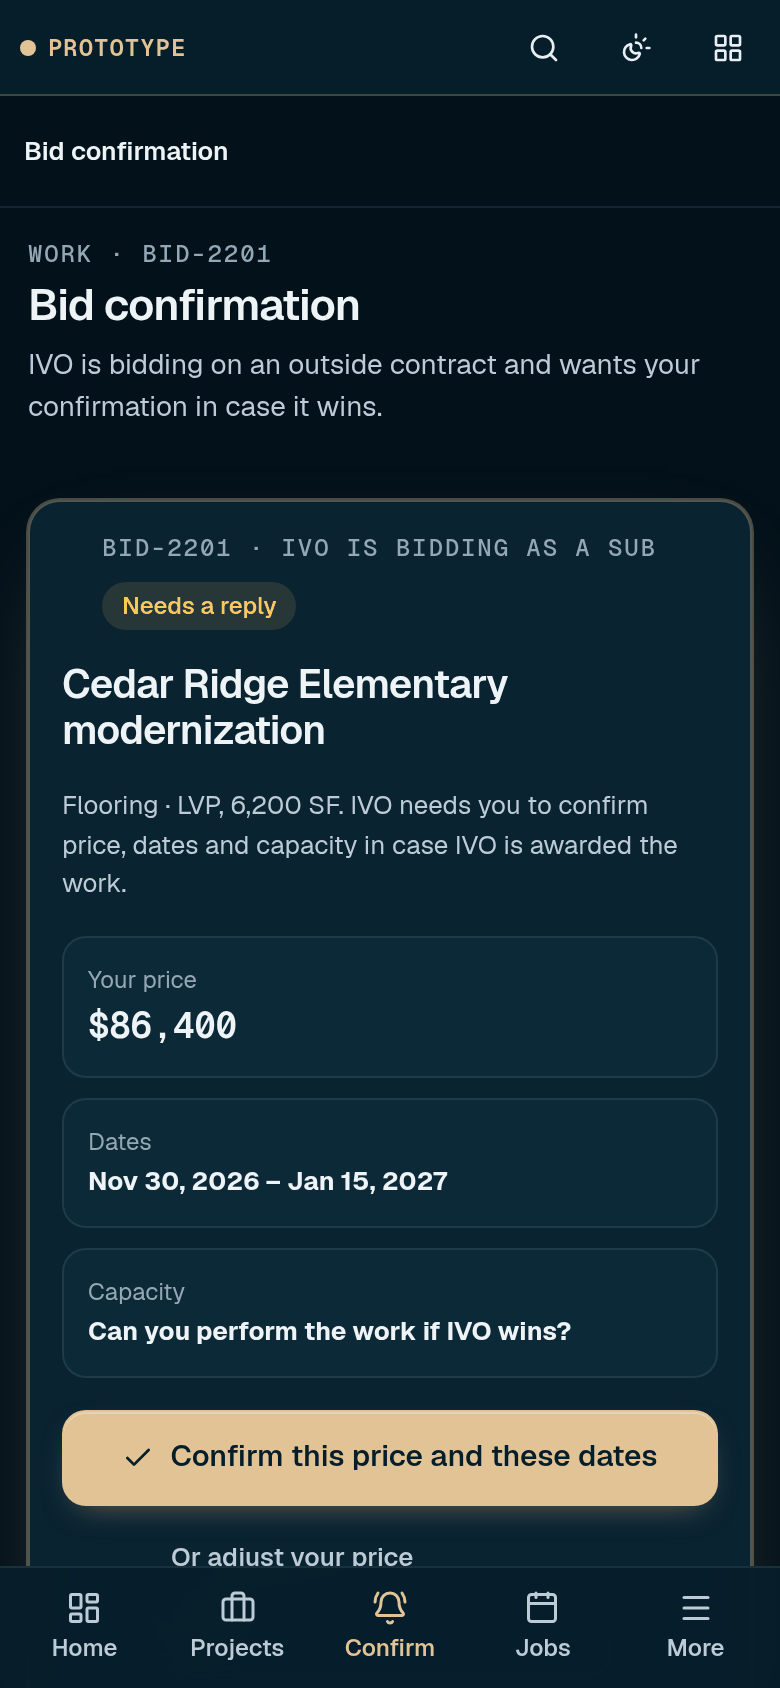 PROTOTYPE
Bid confirmation
WORK · BID-2201
Bid confirmation
IVO is bidding on an outside contract and wants your
confirmation in case it wins.
BID-2201 · IVO IS BIDDING AS A SUB
Needs a reply
Cedar Ridge Elementary
modernization
Flooring · LVP, 6,200 SF. IVO needs you to confirm
price, dates and capacity in case IVO is awarded the
work.
Your price
$86,400
Dates
Nov 30, 2026 – Jan 15, 2027
Capacity
Can you perform the work if IVO wins?
Confirm this price and these dates
Or adjust your price
Home
Projects
Confirm
Jobs
More